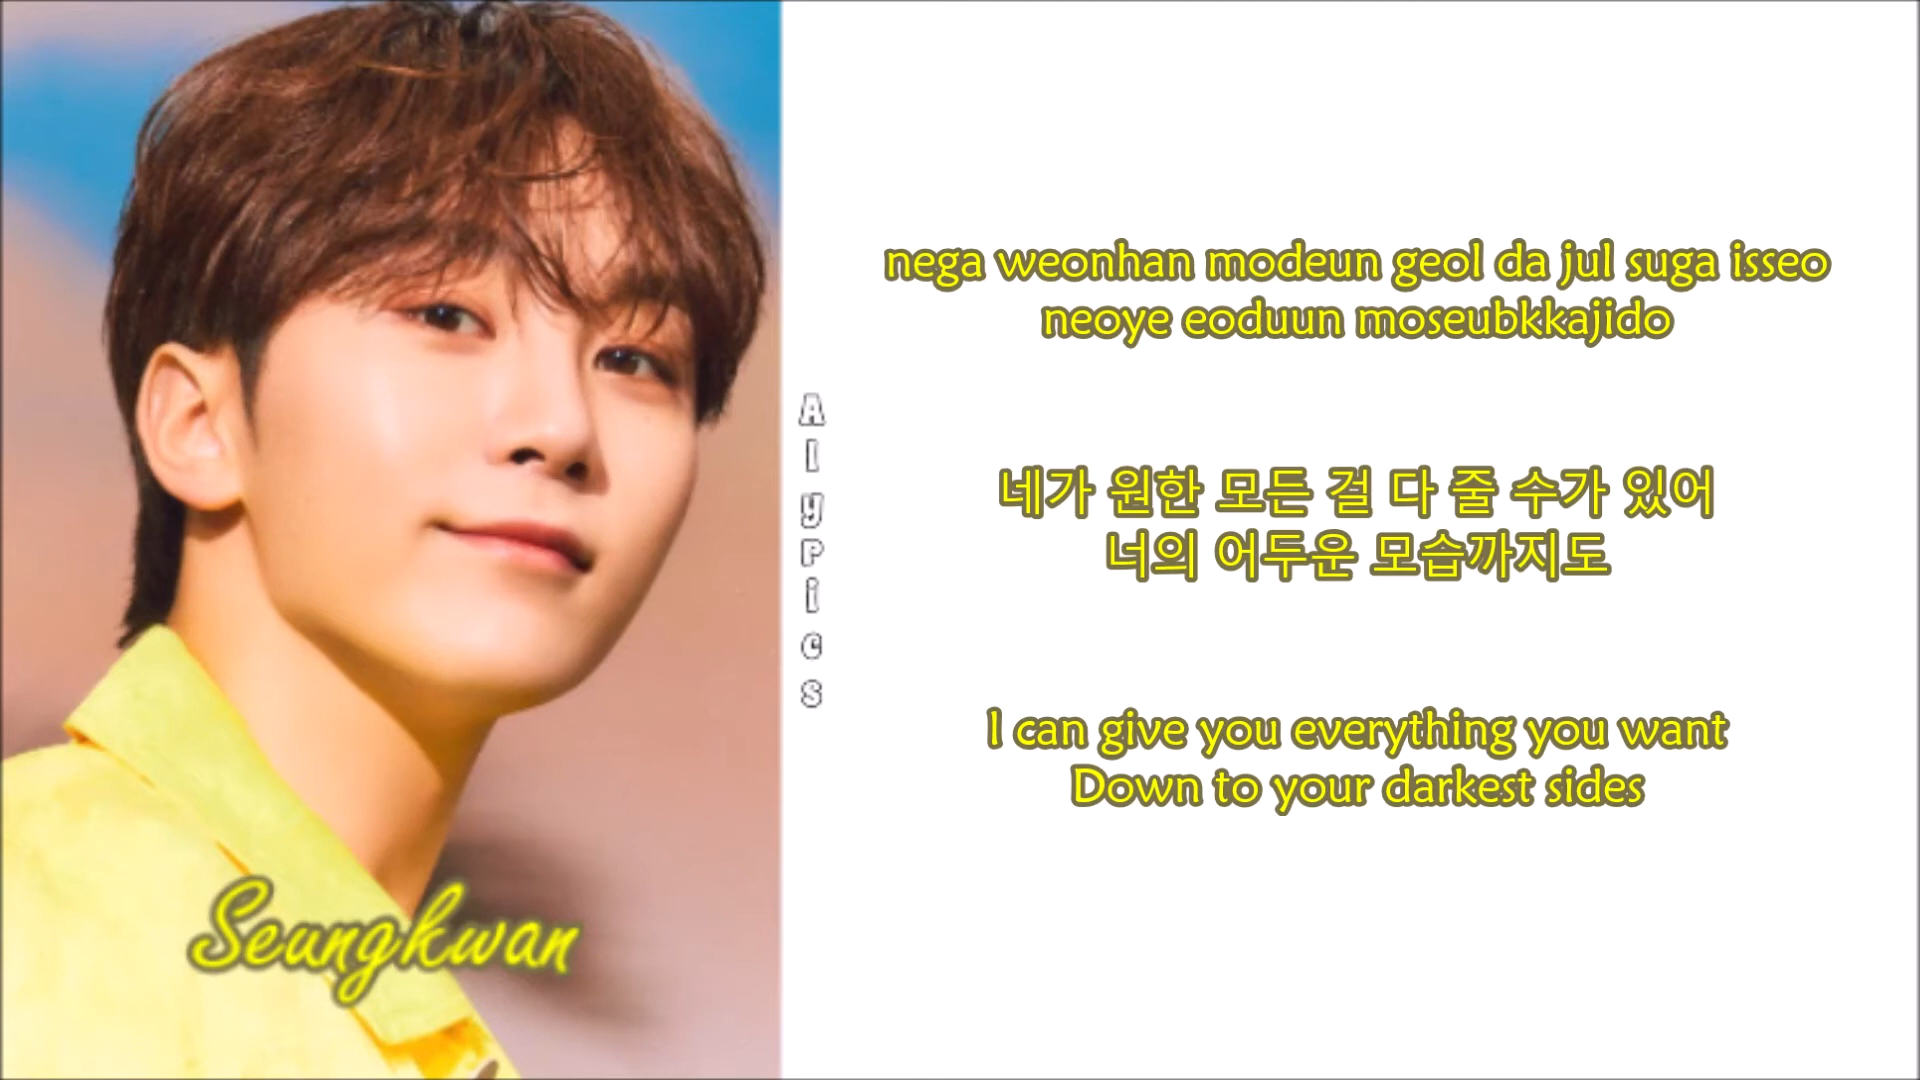 Seungkwan
AlyPics
nega weonhan modeun geol da jul suga isseo
neoye eoduun moseubkkajido
네가 원한 모든 걸 다 줄 수가 있어
너의 어두운 모습까지도
I can give you everything you want
Down to your darkest sides